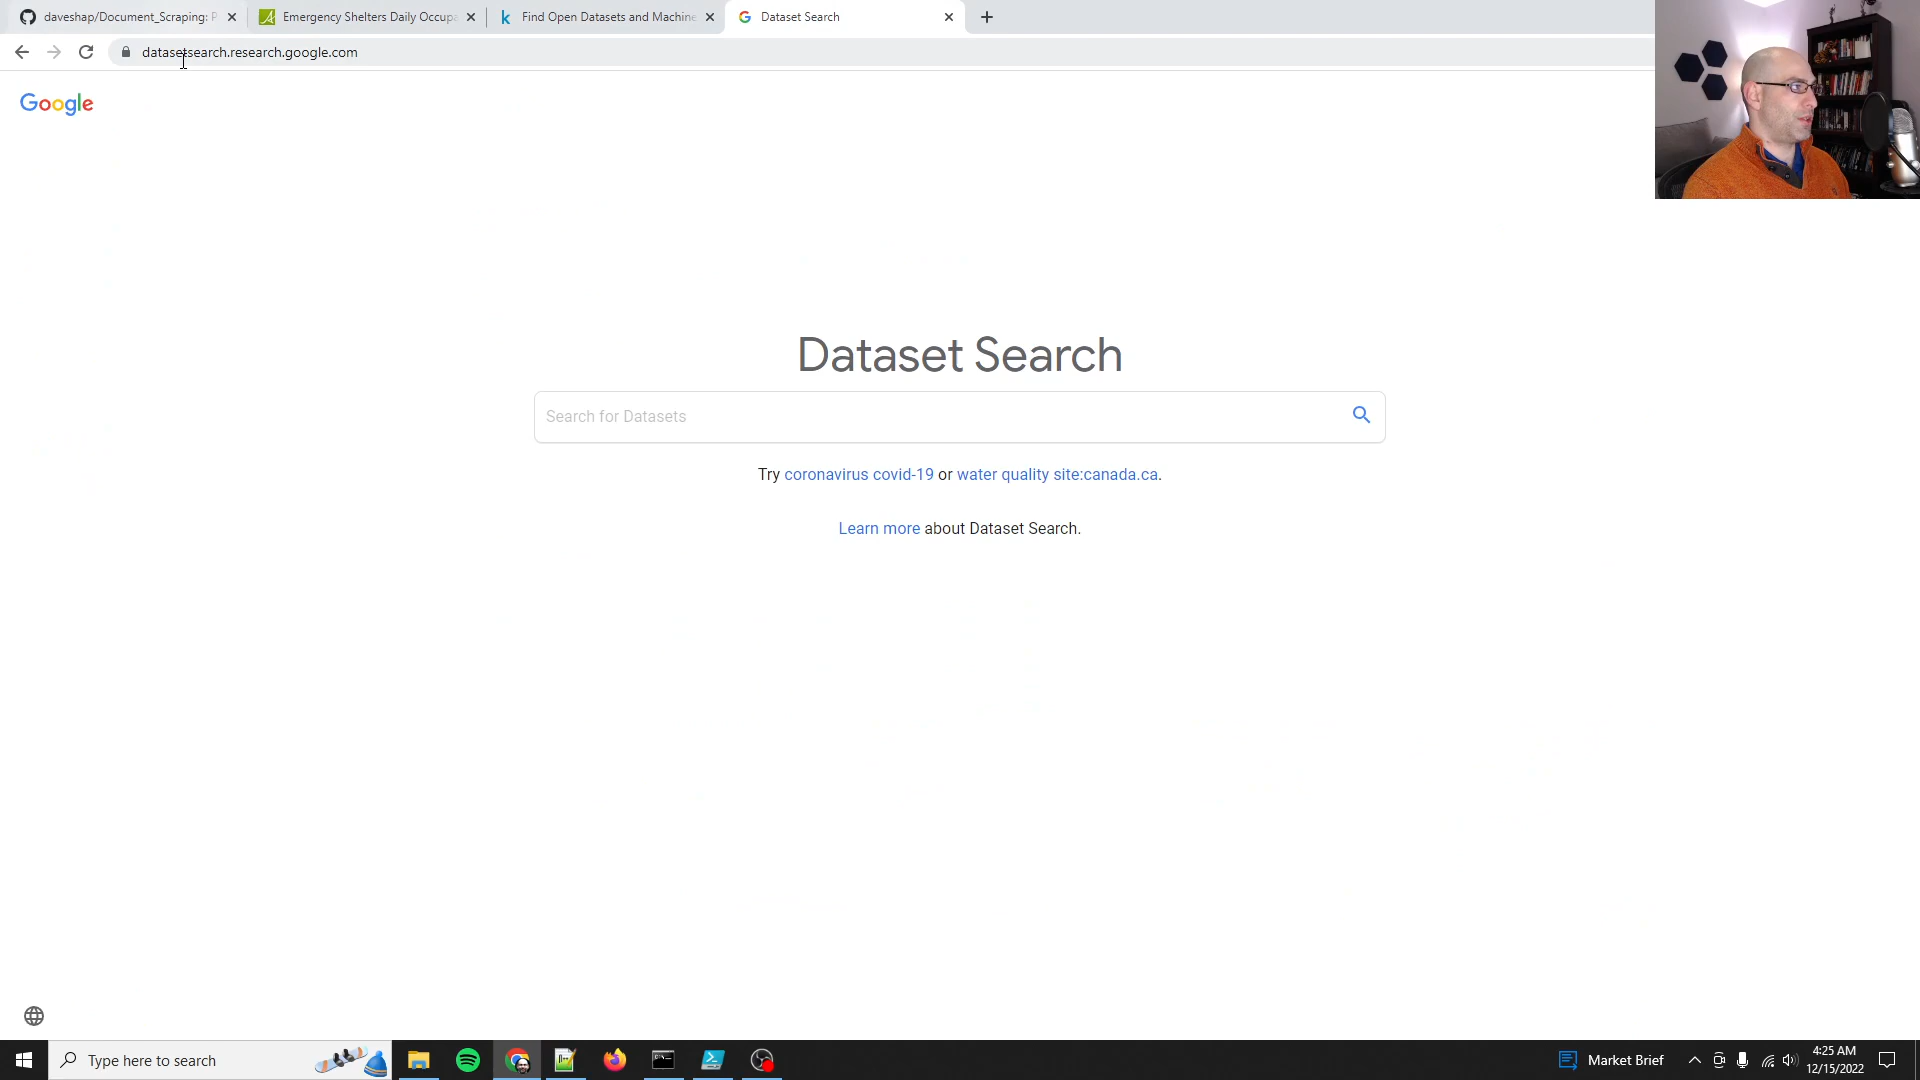 daveshap/Document_Scraping: P
Emergency Shelters Daily Occupa
Find Open Datasets and Machine
Dataset Search
datasetsearch.research.google.com
Google
Dataset Search
Search for Datasets
Try coronavirus covid-19 or water quality site:canada.ca.
Learn more about Dataset Search.
Type here to search
Market Brief
4:25 AM
12/15/2022